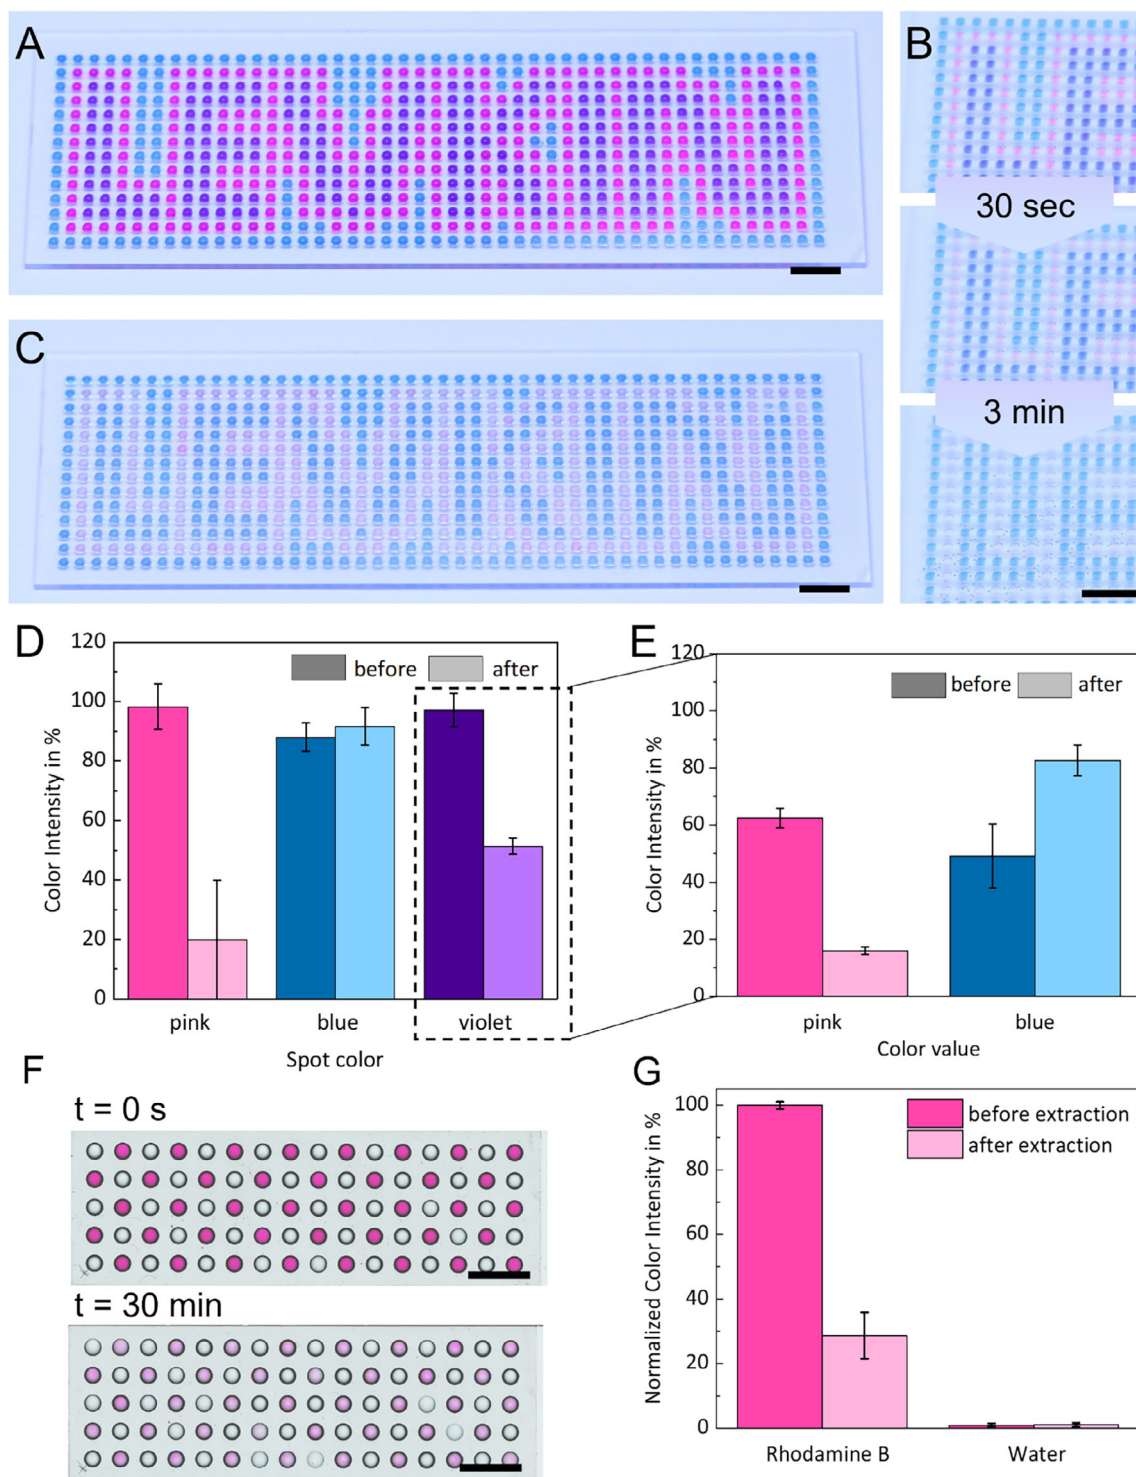 A
B
30 sec
3 min
C
D
120
100
80
60
40
20
0
Color Intensity in %
before
after
pink
blue
violet
Spot color
E
120
100
80
60
40
20
0
Color Intensity in %
before
after
pink
blue
Color value
F
t = 0 s
t = 30 min
G
100
80
60
40
20
0
Normalized Color Intensity in %
before extraction
after extraction
Rhodamine B
Water